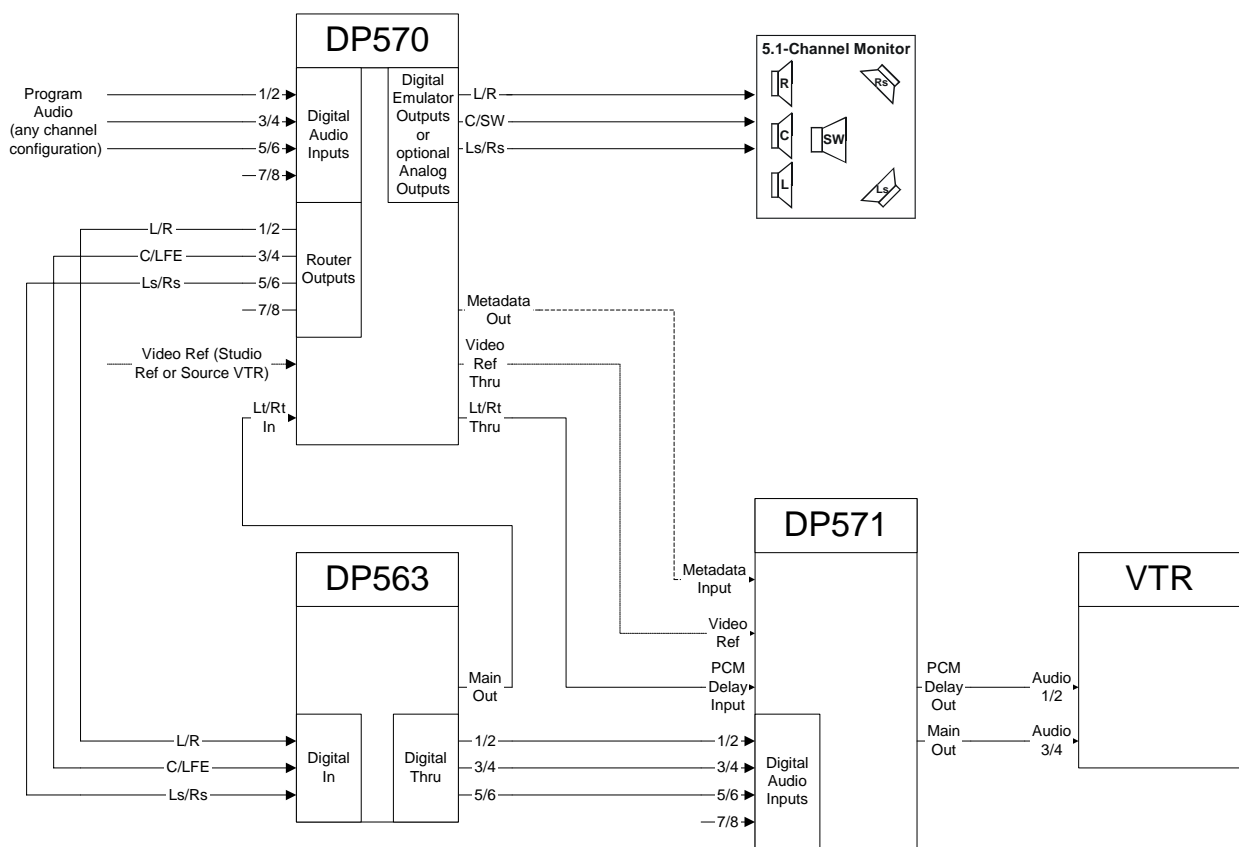 DP570
5.1-Channel Monitor
Program
Audio
(any channel
configuration)
1/2
3/4
5/6
7/8
Digital
Audio
Inputs
Digital
Emulator
Outputs
or
optional
Analog
Outputs
L/R
C/SW
Ls/Rs
R
Rs
C
SW
L
Ls
L/R
C/LFE
Ls/Rs
1/2
3/4
5/6
7/8
Router
Outputs
Metadata
Out
Video Ref (Studio
Ref or Source VTR)
Video
Ref
Thru
Lt/Rt
In
Lt/Rt
Thru
DP563
Main
Out
L/R
C/LFE
Ls/Rs
Digital
In
Digital
Thru
1/2
3/4
5/6
DP571
Metadata
Input
Video
Ref
PCM
Delay
Input
1/2
3/4
5/6
7/8
Digital
Audio
Inputs
PCM
Delay
Out
Main
Out
VTR
Audio
1/2
Audio
3/4